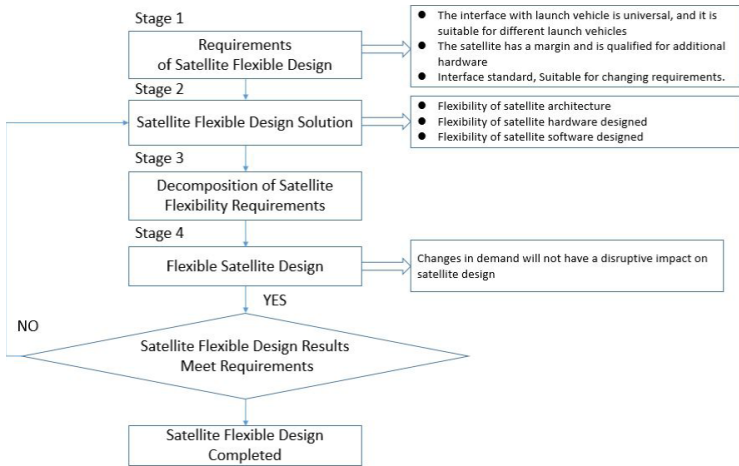 Stage 1
Requirements
of Satellite Flexible Design
● The interface with launch vehicle is universal, and it is
suitable for different launch vehicles
● The satellite has a margin and is qualified for additional
hardware
● Interface standard, Suitable for changing requirements.
Stage 2
Satellite Flexible Design Solution
● Flexibility of satellite architecture
● Flexibility of satellite hardware designed
● Flexibility of satellite software designed
Stage 3
Decomposition of Satellite
Flexibility Requirements
Stage 4
Flexible Satellite Design
Changes in demand will not have a disruptive impact on
satellite design
YES
NO
Satellite Flexible Design Results
Meet Requirements
Satellite Flexible Design
Completed